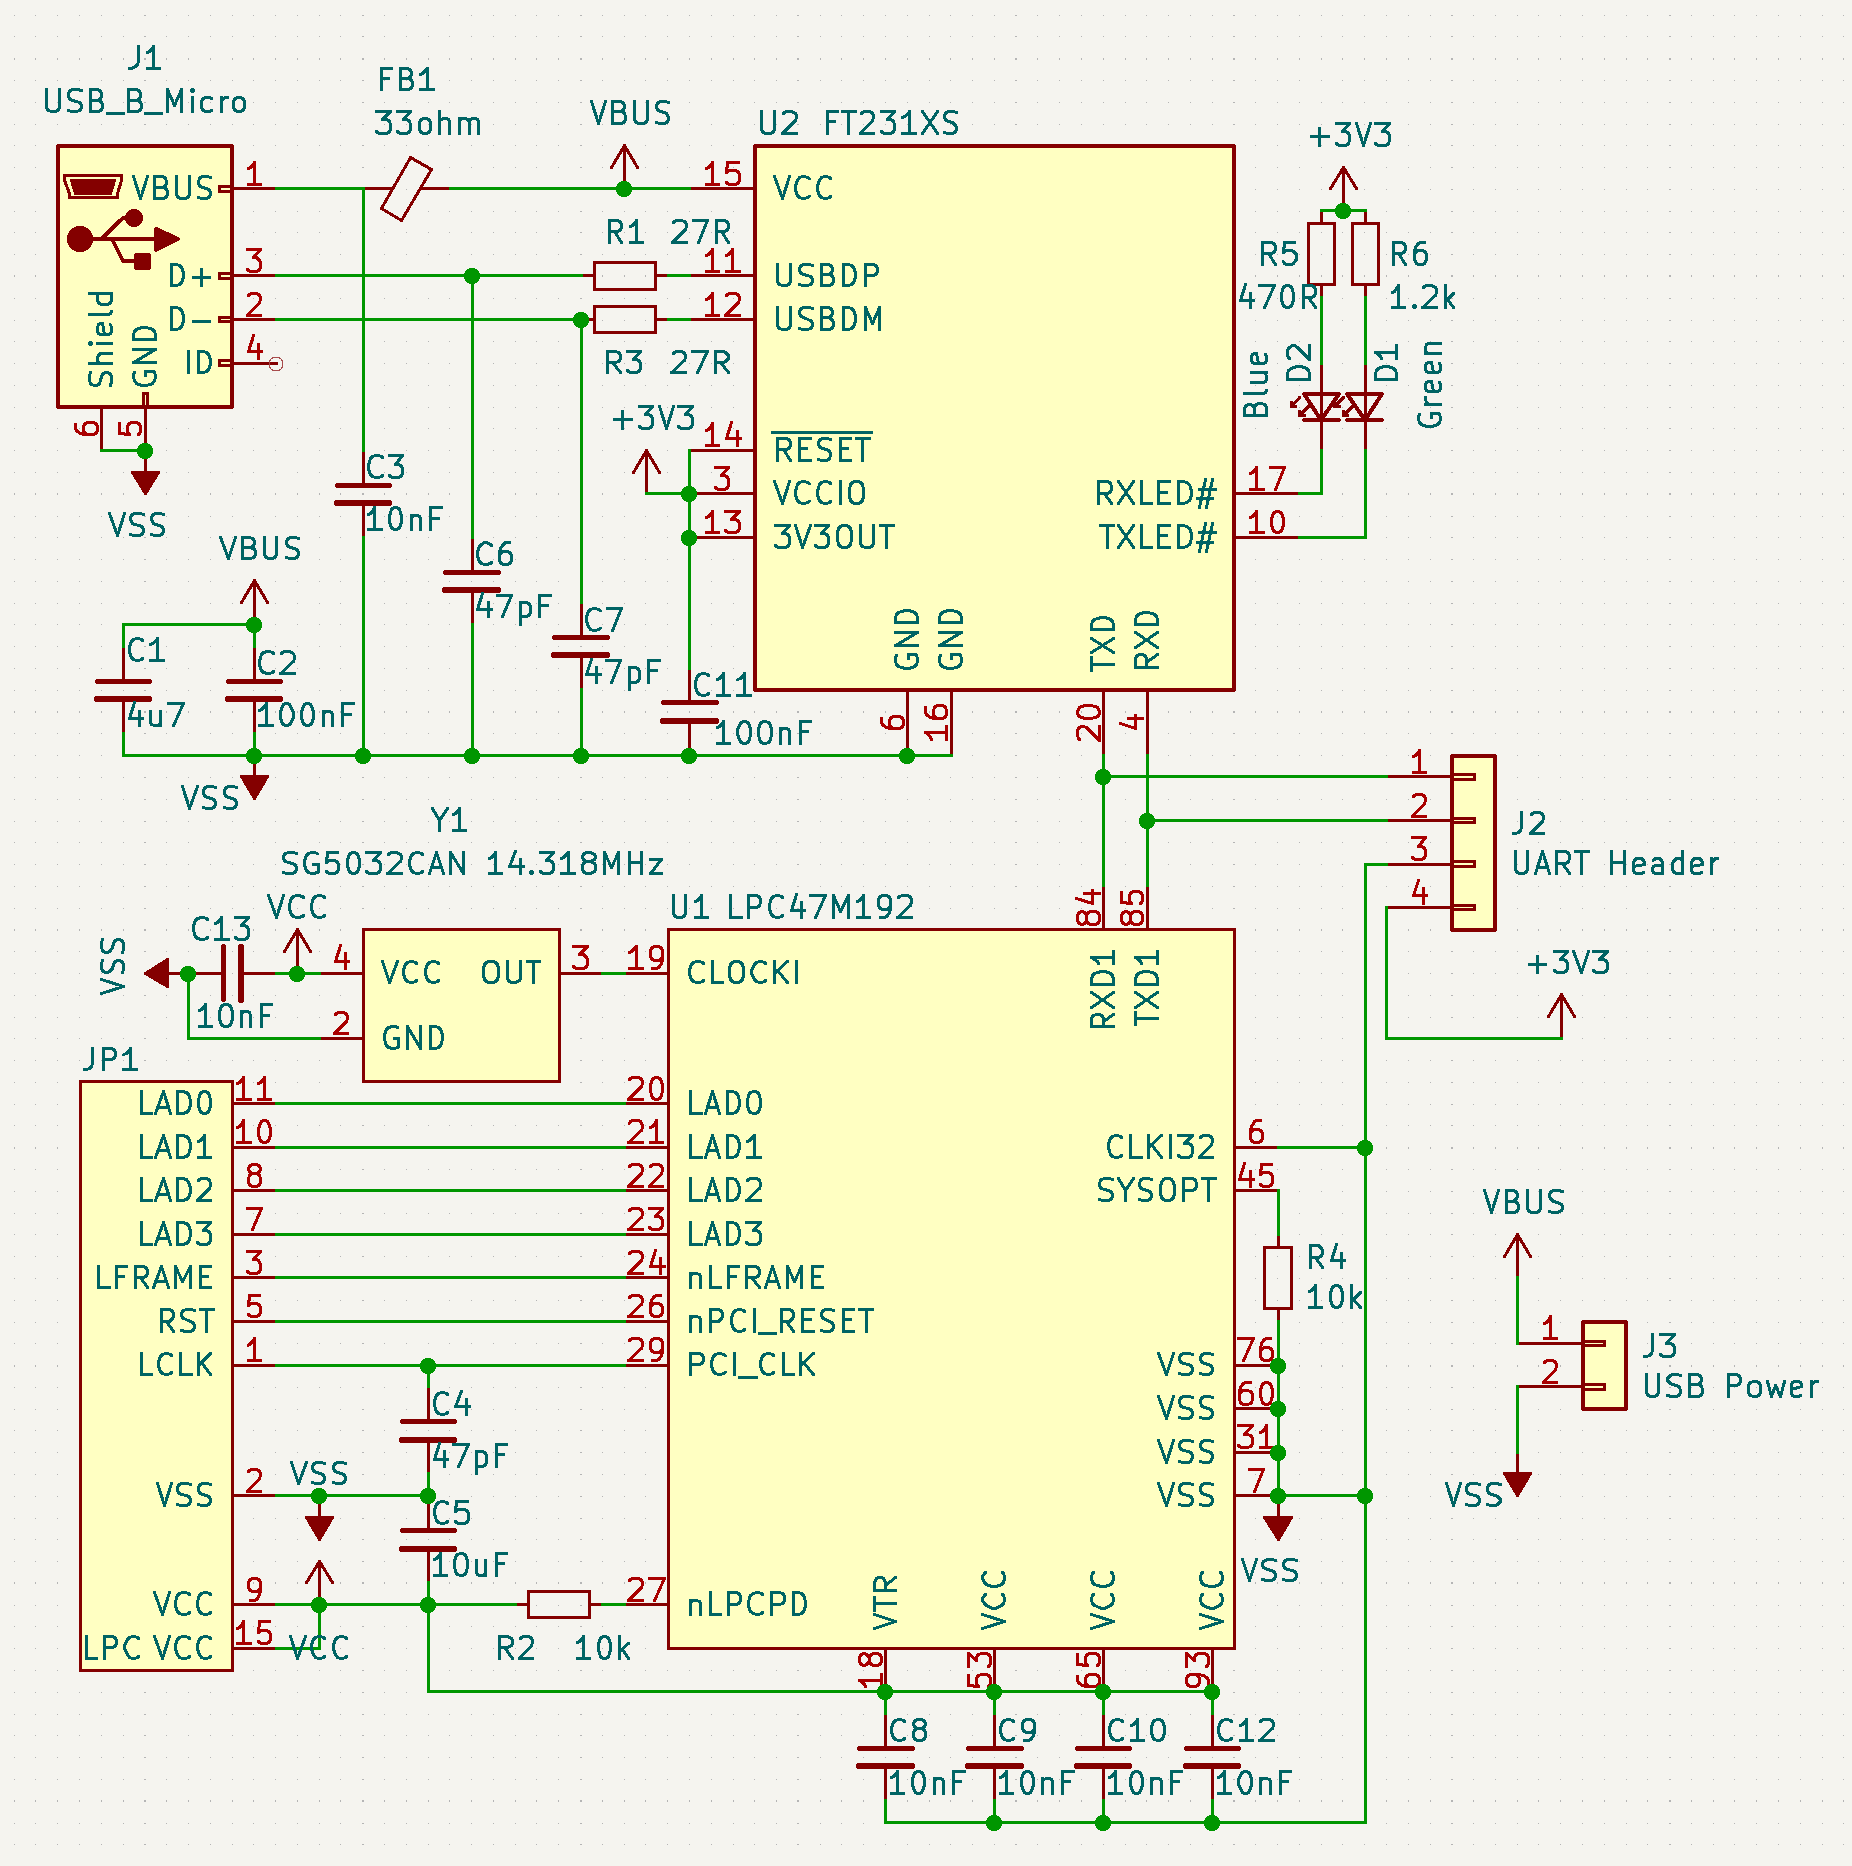 J1
USB_B_Micro
VBUS
1
D+
3
D-
2
ID
4
Shield
GND
6
5
VSS
FB1
33ohm
VBUS
U2 FT231XS
15
VCC
R1 27R
11
USBDP
12
USBDM
R3 27R
+3V3
14
RESET
3
VCCIO
13
3V3OUT
GND
GND
6
16
TXD
RXD
20
4
RXLED#
17
TXLED#
10
+3V3
R5
470R
R6
1.2k
Blue
D2
D1
Green
C3
10nF
C6
47pF
C7
47pF
C11
100nF
VBUS
C1
4u7
C2
100nF
VSS
Y1
SG5032CAN 14.318MHz
VCC
C13
10nF
VSS
4
VCC
OUT
3
2
GND
U1 LPC47M192
19
CLOCKI
84
85
RXD1
TXD1
1
2
3
4
J2
UART Header
+3V3
JP1
LAD0
11
20
LAD0
LAD1
10
21
LAD1
LAD2
8
22
LAD2
LAD3
7
23
LAD3
LFRAME
3
24
nLFRAME
RST
5
26
nPCI_RESET
LCLK
1
29
PCI_CLK
C4
47pF
VSS
2
VSS
C5
10uF
VCC
9
LPC VCC
15
VCC
R2 10k
27
nLPCPD
CLKI32
6
SYSOPT
45
R4
10k
VSS
76
VSS
60
VSS
31
VSS
7
VSS
VTR
VCC
VCC
VCC
18
53
65
93
C8
10nF
C9
10nF
C10
10nF
C12
10nF
VBUS
1
2
J3
USB Power
VSS